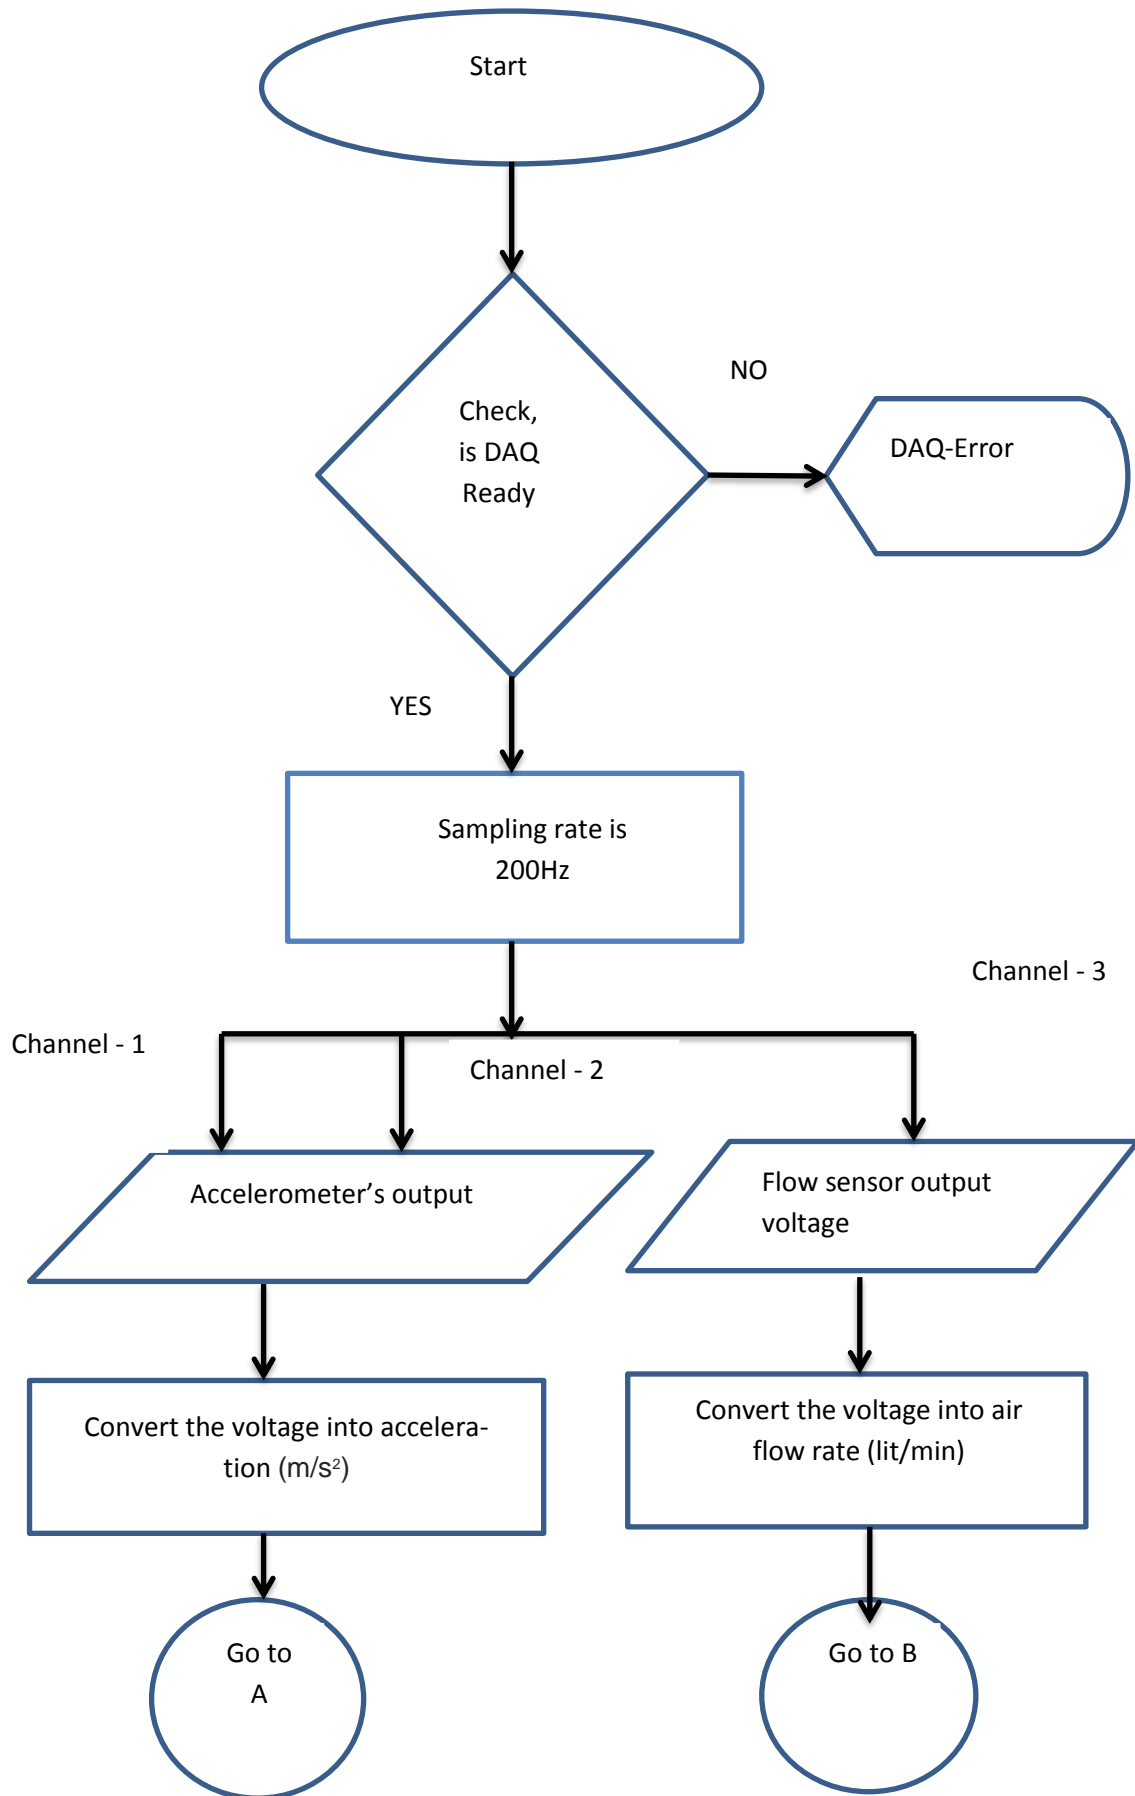 Start
NO
Check,
is DAQ
Ready
DAQ-Error
YES
Sampling rate is
200Hz
Channel - 3
Channel - 1
Channel - 2
Accelerometer’s output
Flow sensor output
voltage
Convert the voltage into accelera-
tion (m/s²)
Convert the voltage into air
flow rate (lit/min)
Go to
A
Go to B